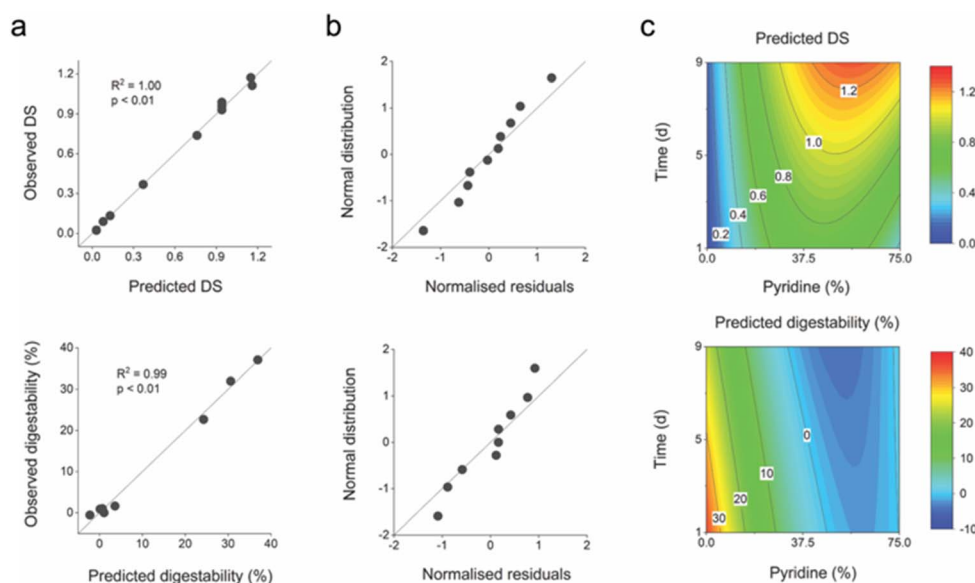 a
b
c
R² = 1.00
p < 0.01
Observed DS
1.2
0.9
0.6
0.3
0.0
0.0 0.3 0.6 0.9 1.2
Predicted DS
Normal distribution
2
1
0
-1
-2
-2 -1 0 1 2
Normalised residuals
Predicted DS
Time (d)
9
5
1
1.2
1.0
0.8
0.6
0.4
0.2
0.0 37.5 75.0
Pyridine (%)
1.2
0.9
0.6
0.3
0.0
R² = 0.99
p < 0.01
Observed digestability (%)
40
30
20
10
0
0 10 20 30 40
Predicted digestability (%)
Normal distribution
2
1
0
-1
-2
-2 -1 0 1 2
Normalised residuals
Predicted digestability (%)
Time (d)
9
5
1
0
10
20
30
0.0 37.5 75.0
Pyridine (%)
40
30
20
10
0
-10